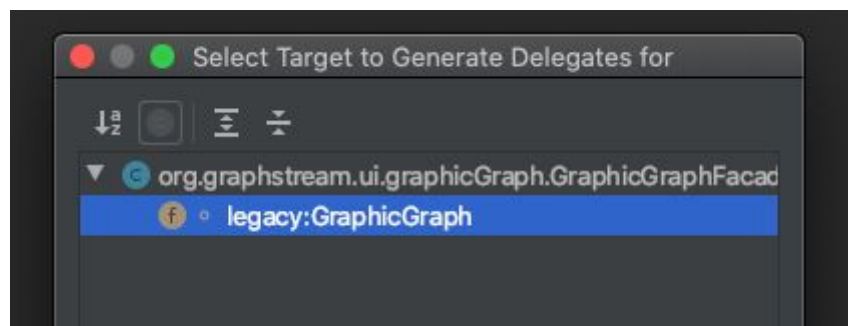 Select Target to Generate Delegates for
org.graphstream.ui.graphicGraph.GraphicGraphFacad
legacy:GraphicGraph